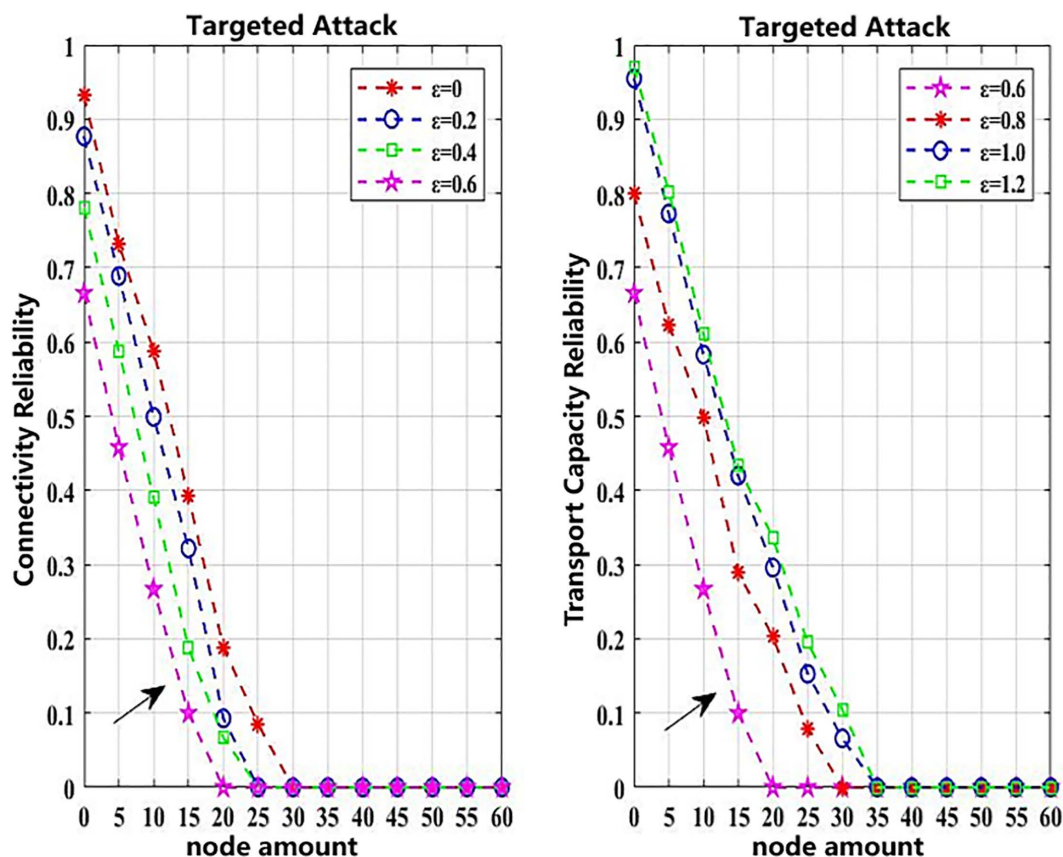 Targeted Attack
1
0.9
0.8
0.7
0.6
0.5
0.4
0.3
0.2
0.1
0
Connectivity Reliability
ε=0
ε=0.2
ε=0.4
ε=0.6
0 5 10 15 20 25 30 35 40 45 50 55 60
node amount
Targeted Attack
1
0.9
0.8
0.7
0.6
0.5
0.4
0.3
0.2
0.1
0
Transport Capacity Reliability
ε=0.6
ε=0.8
ε=1.0
ε=1.2
0 5 10 15 20 25 30 35 40 45 50 55 60
node amount